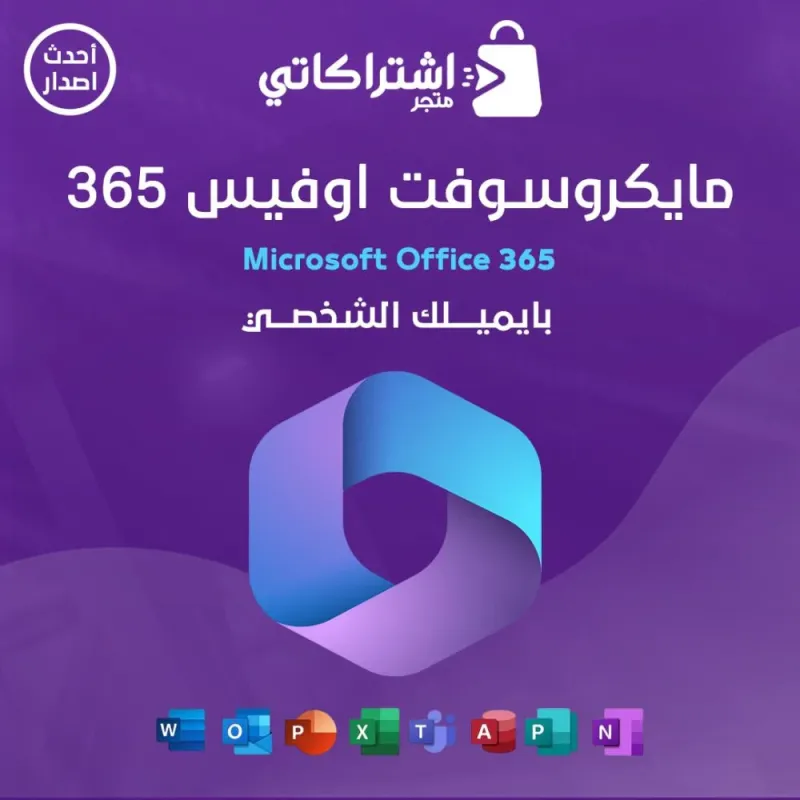 أحدث
اصدار
اشتراكاتي
متجر
مايكروسوفت اوفيس 365
Microsoft Office 365
بايميلك الشخصي
W O P X T A P N